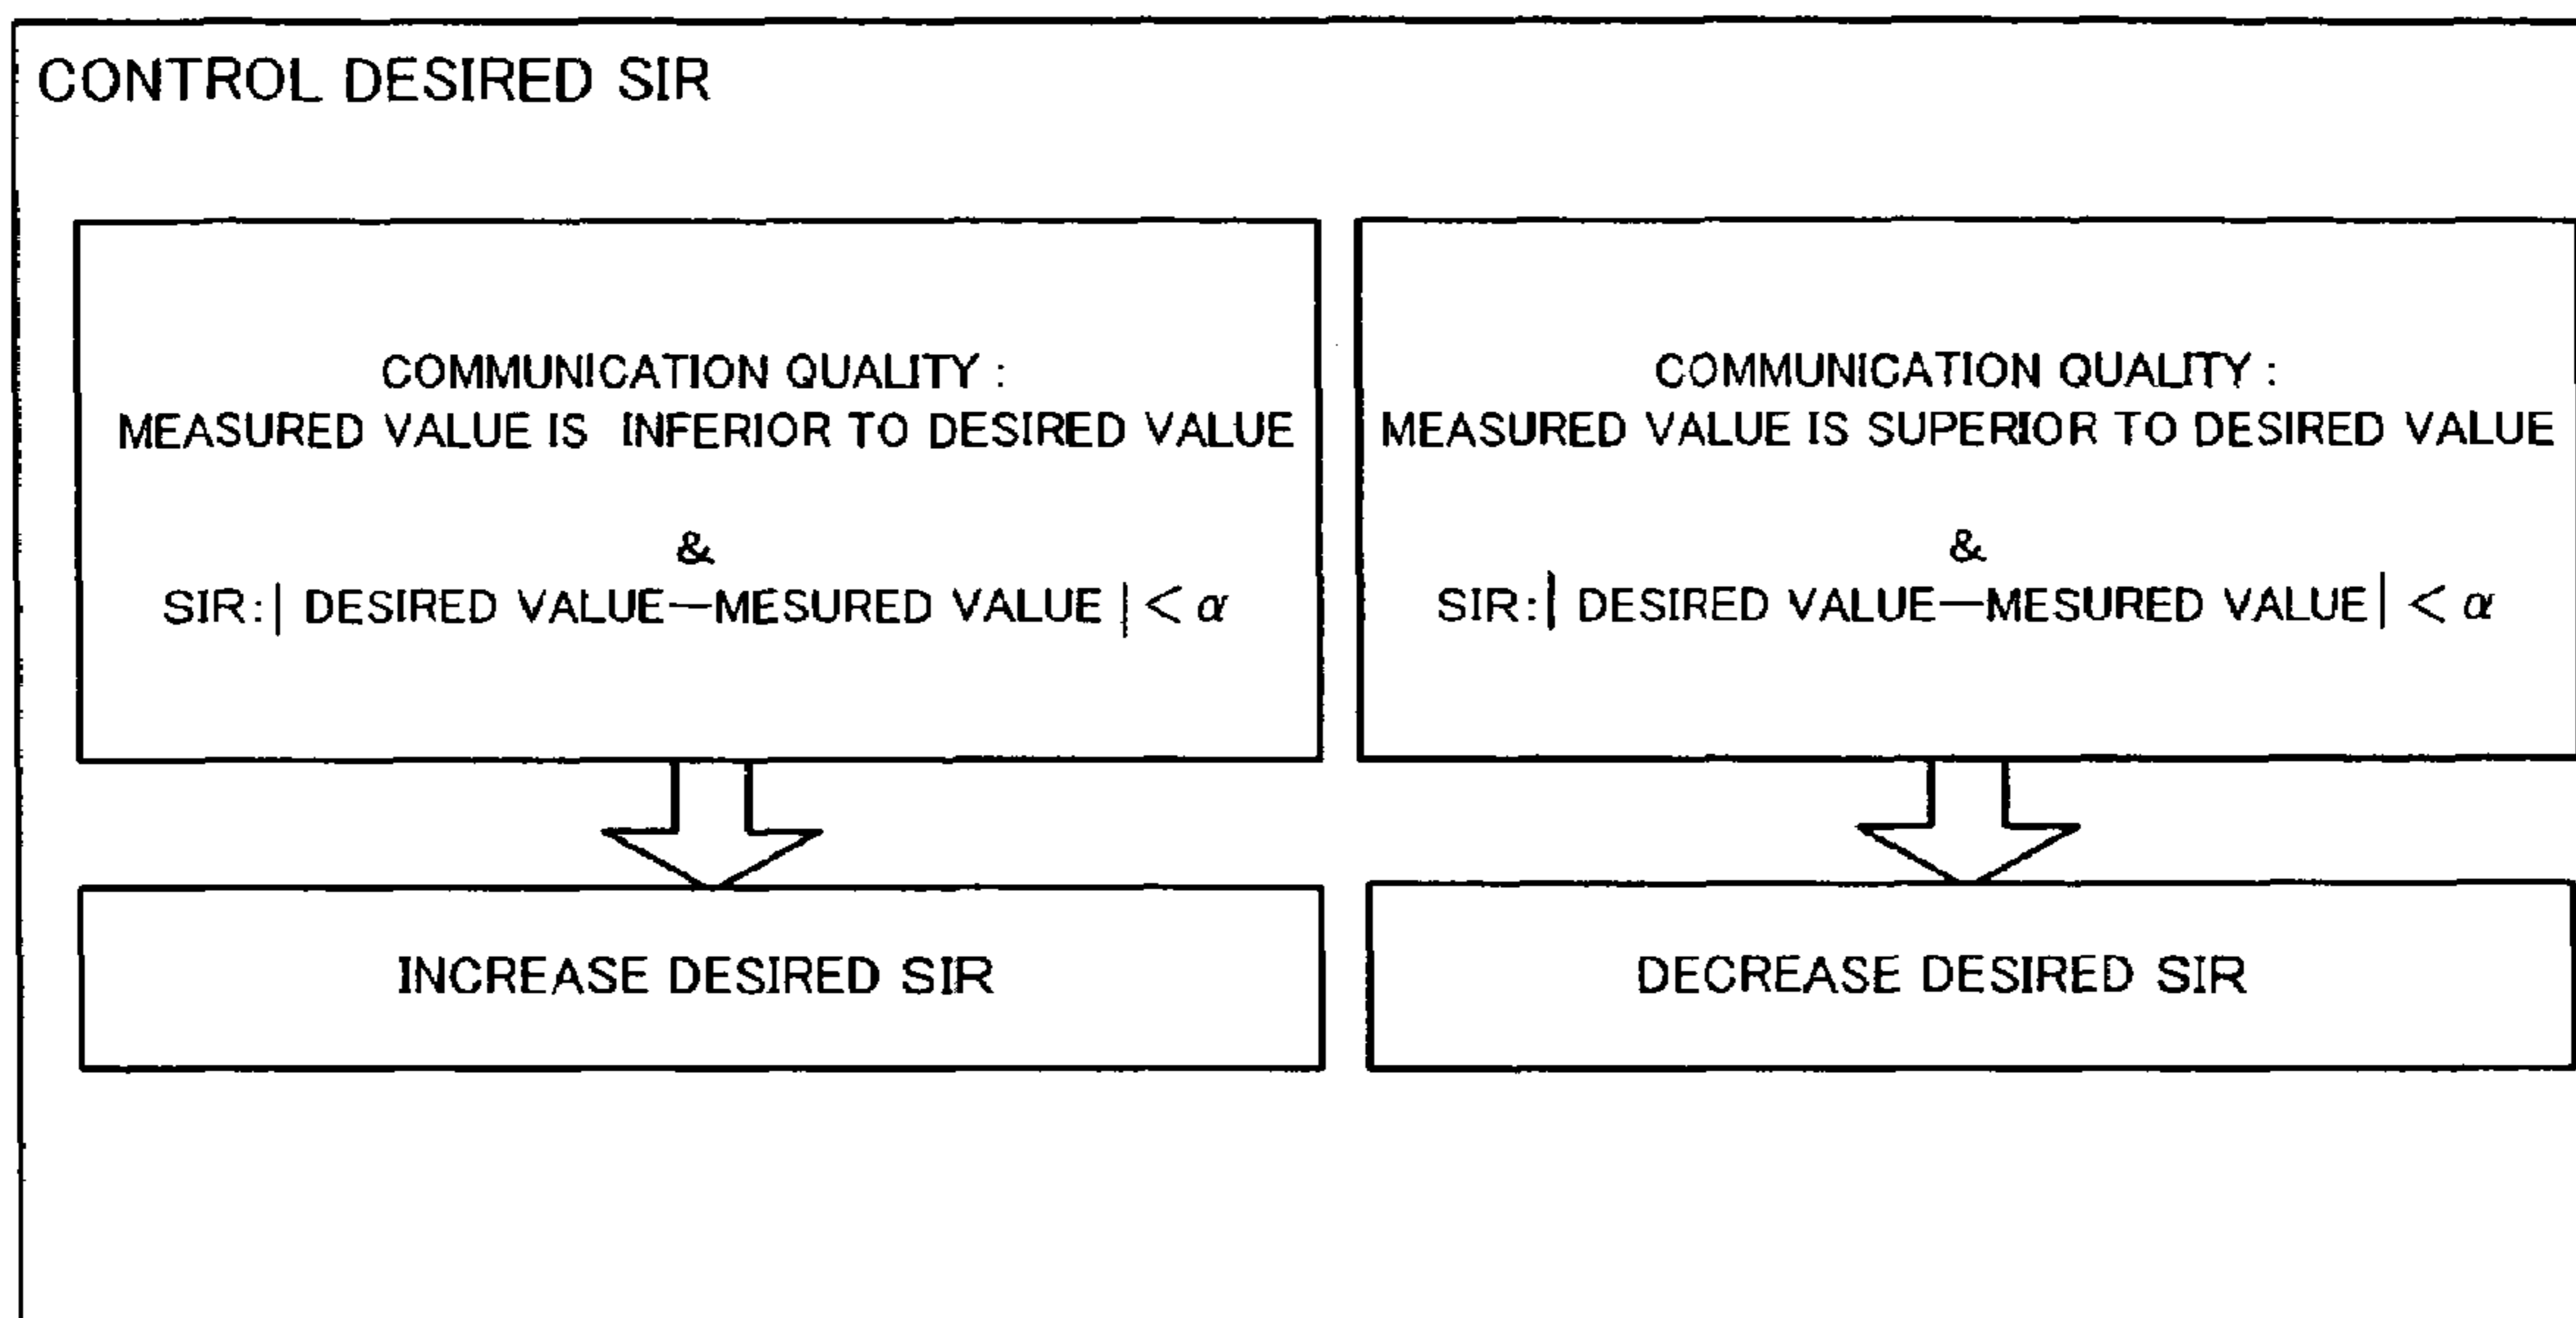 CONTROL DESIRED SIR
COMMUNICATION QUALITY :
MEASURED VALUE IS INFERIOR TO DESIRED VALUE
&
SIR:| DESIRED VALUE—MESURED VALUE |< α
INCREASE DESIRED SIR
COMMUNICATION QUALITY :
MEASURED VALUE IS SUPERIOR TO DESIRED VALUE
&
SIR:| DESIRED VALUE—MESURED VALUE| < α
DECREASE DESIRED SIR